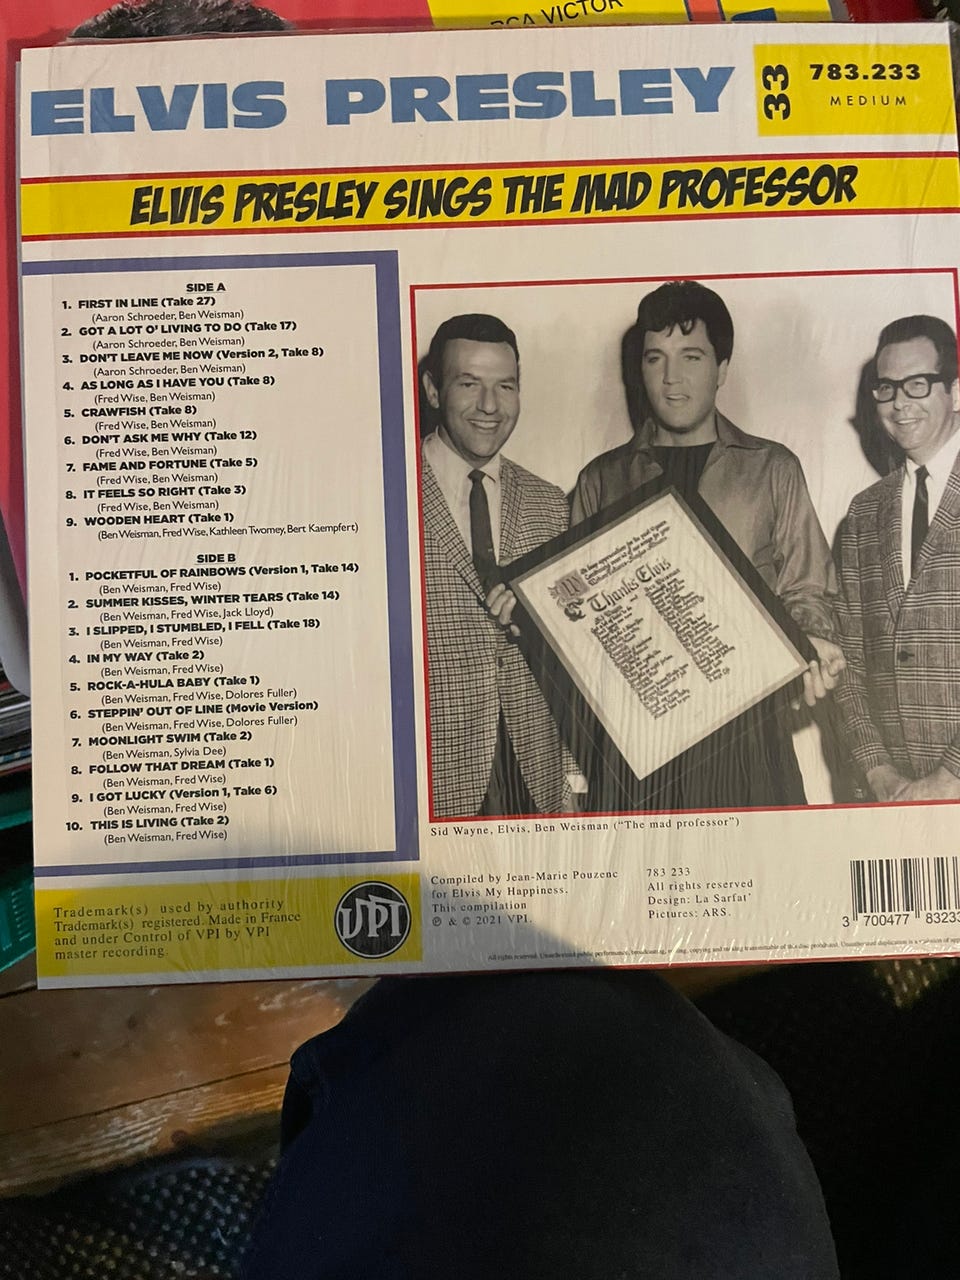 RCA VICTOR
ELVIS PRESLEY
33
783.233
MEDIUM
ELVIS PRESLEY SINGS THE MAD PROFESSOR
SIDE A
1. FIRST IN LINE (Take 27)
(Aaron Schroeder, Ben Weisman)
2. GOT A LOT O' LIVING TO DO (Take 17)
(Aaron Schroeder, Ben Weisman)
3. DON'T LEAVE ME NOW (Version 2, Take 8)
(Aaron Schroeder, Ben Weisman)
4. AS LONG AS I HAVE YOU (Take 8)
(Fred Wise, Ben Weisman)
5. CRAWFISH (Take 8)
(Fred Wise, Ben Weisman)
6. DON'T ASK ME WHY (Take 12)
(Fred Wise, Ben Weisman)
7. FAME AND FORTUNE (Take 5)
(Fred Wise, Ben Weisman)
8. IT FEELS SO RIGHT (Take 3)
(Fred Wise, Ben Weisman)
9. WOODEN HEART (Take 1)
(Ben Weisman, Fred Wise, Kathleen Twomey, Bert Kaempfert)
SIDE B
1. POCKETFUL OF RAINBOWS (Version 1, Take 14)
(Ben Weisman, Fred Wise)
2. SUMMER KISSES, WINTER TEARS (Take 14)
(Ben Weisman, Fred Wise, Jack Lloyd)
3. I SLIPPED, I STUMBLED, I FELL (Take 18)
(Ben Weisman, Fred Wise)
4. IN MY WAY (Take 2)
(Ben Weisman, Fred Wise)
5. ROCK-A-HULA BABY (Take 1)
(Ben Weisman, Fred Wise, Dolores Fuller)
6. STEPPIN' OUT OF LINE (Movie Version)
(Ben Weisman, Fred Wise, Dolores Fuller)
7. MOONLIGHT SWIM (Take 2)
(Ben Weisman, Sylvia Dee)
8. FOLLOW THAT DREAM (Take 1)
(Ben Weisman, Fred Wise)
9. I GOT LUCKY (Version 1, Take 6)
(Ben Weisman, Fred Wise)
10. THIS IS LIVING (Take 2)
(Ben Weisman, Fred Wise)
Thanks Elvis
Sid Wayne, Elvis, Ben Weisman ("The mad professor")
Trademark(s) used by authority
Trademark(s) registered. Made in France
and under Control of VPI by VPI
master recording.
VPI
Compiled by Jean-Marie Pouzenc
for Elvis My Happiness.
This compilation
℗ & © 2021 VPI.
783 233
All rights reserved
Design: La Sarfat'
Pictures: ARS.
3 700477 83233
All rights reserved. Unauthorized public performance, broadcasting, copying and